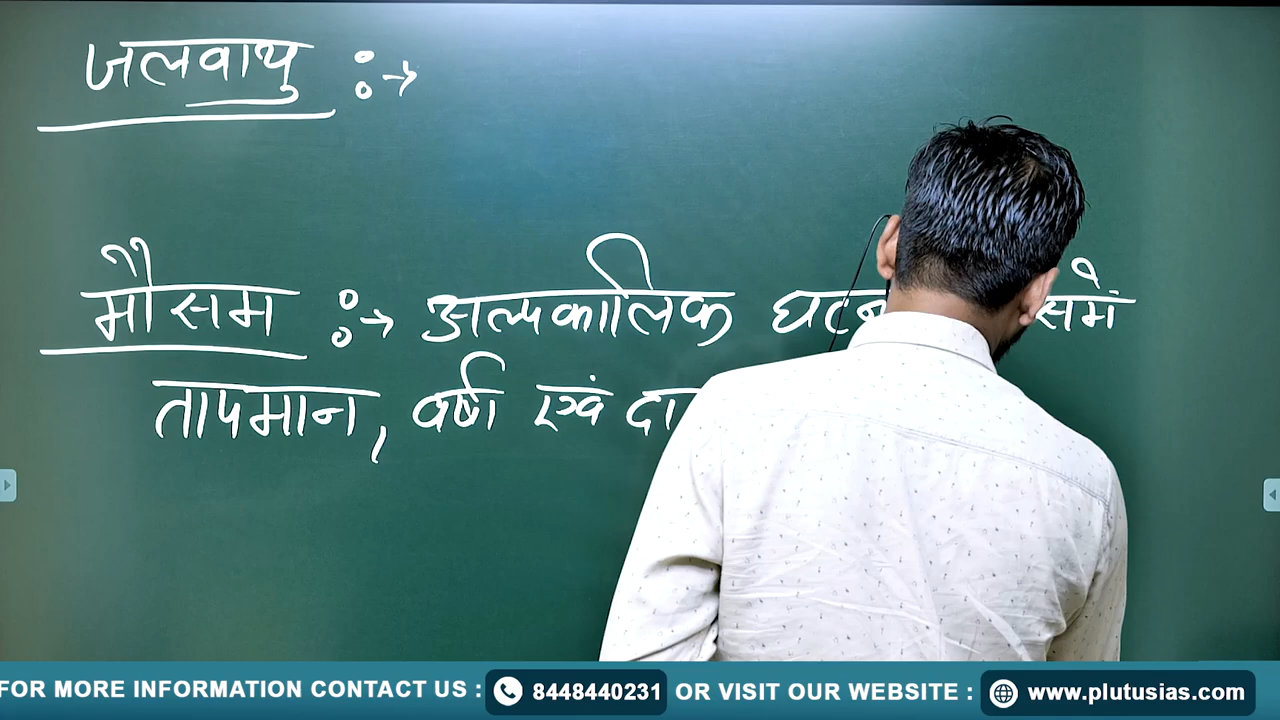 जलवायु :→
मौसम :→ अल्पकालिक
तापमान, वर्षा एवं
FOR MORE INFORMATION CONTACT US : 8448440231 OR VISIT OUR WEBSITE : www.plutusias.com